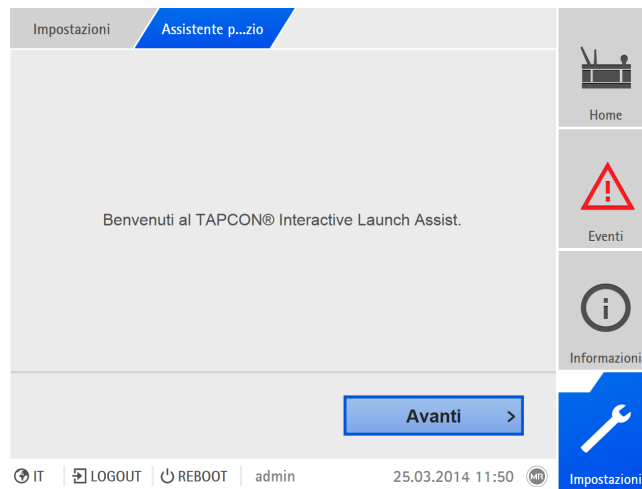 Impostazioni
Assistente p...zio
Home
Eventi
Informazioni
Impostazioni
Benvenuti al TAPCON® Interactive Launch Assist.
Avanti >
IT LOGOUT REBOOT admin 25.03.2014 11:50 MR